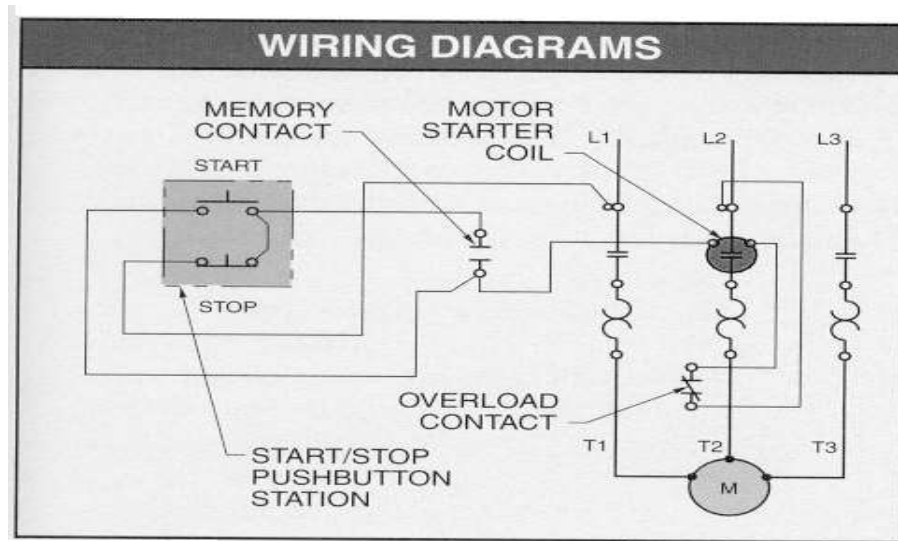 WIRING DIAGRAMS
MEMORY
CONTACT
MOTOR
STARTER
COIL
L1
L2
L3
START
STOP
OVERLOAD
CONTACT
T1
T2
T3
START/STOP
PUSHBUTTON
STATION
M